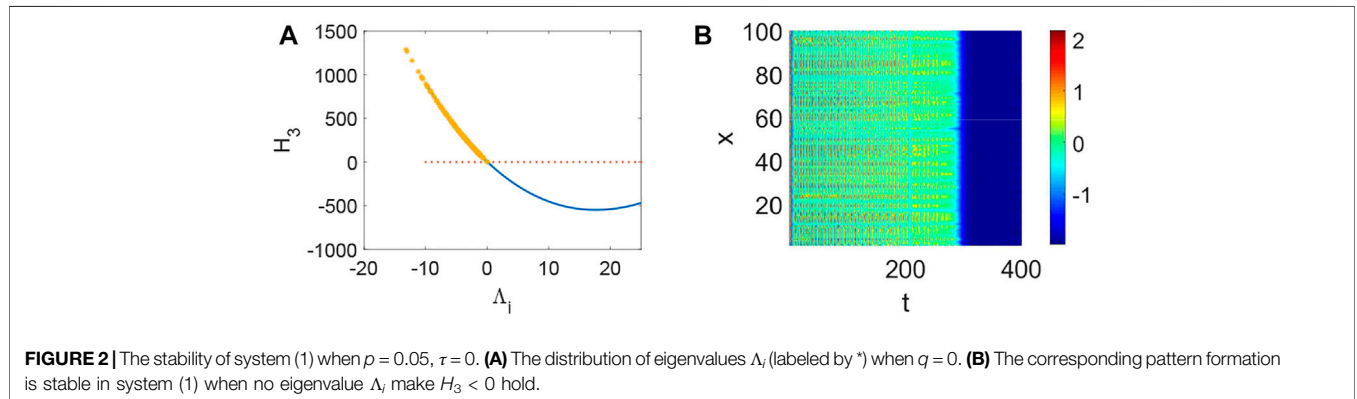 A
1500
1000
500
0
-500
-1000
H₃
-20
-10
0
10
20
Λᵢ
B
100
80
60
40
20
x
200
400
t
2
1
0
-1
FIGURE 2 | The stability of system (1) when p = 0.05, τ = 0. (A) The distribution of eigenvalues Λᵢ (labeled by *) when q = 0. (B) The corresponding pattern formation
is stable in system (1) when no eigenvalue Λᵢ make H₃ < 0 hold.